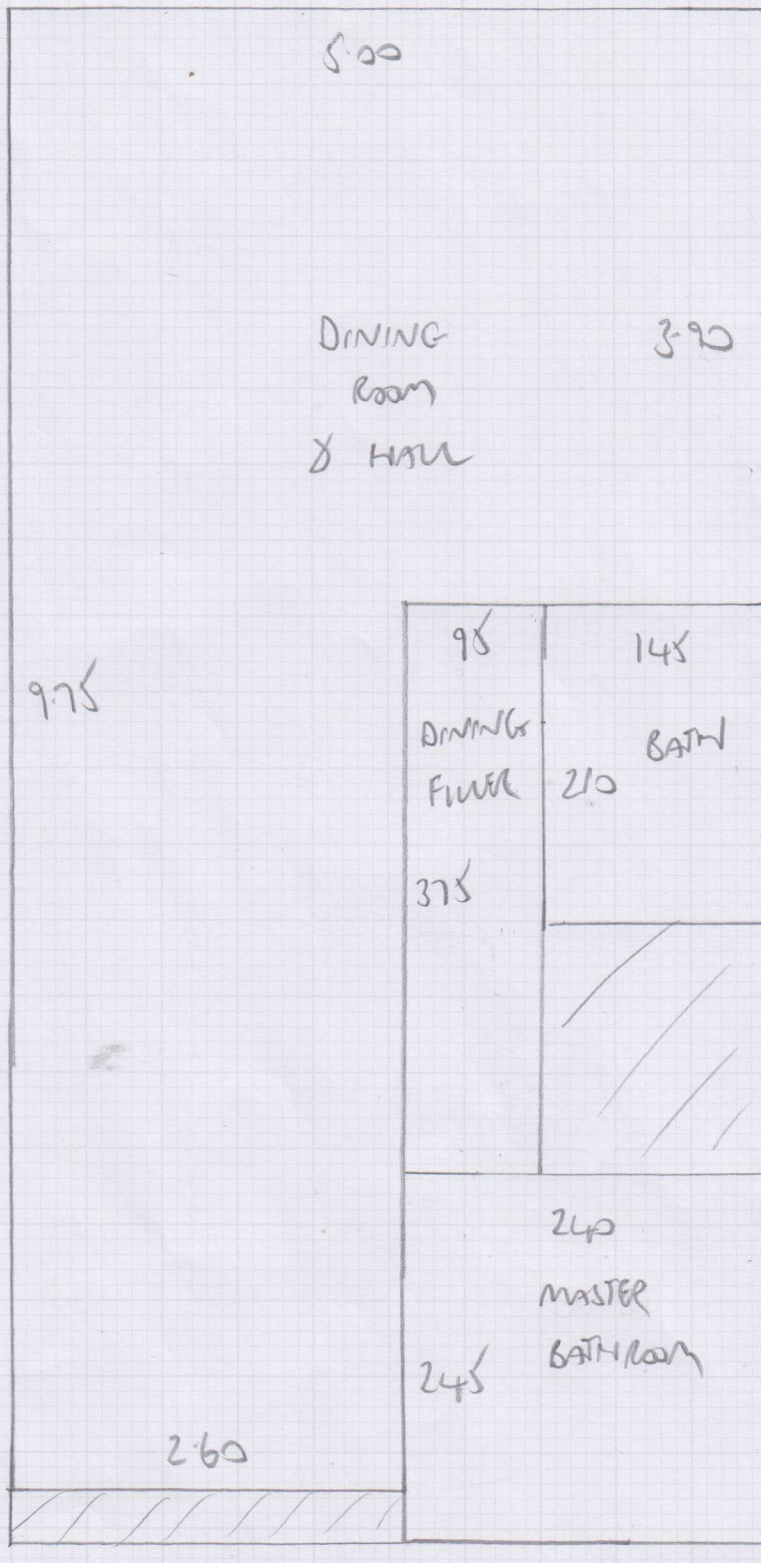 5.00
DINING
ROOM
& HALL
3.90
9.75
95
DINING
FILLER
375
145
BATH
210
240
MASTER
BATHROOM
245
2.60